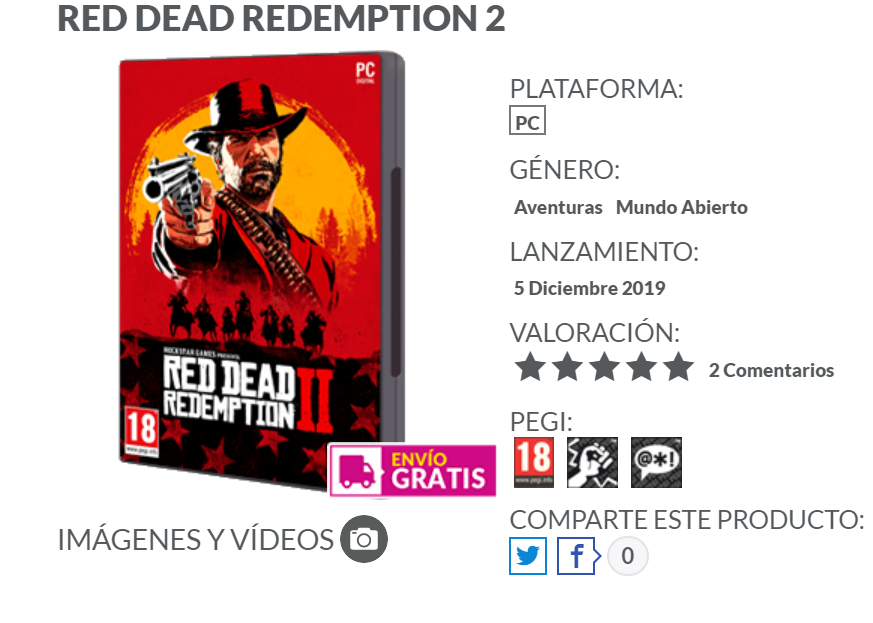 RED DEAD REDEMPTION 2
PC
DIGITAL
ROCKSTAR GAMES PRESENTA
RED DEAD
REDEMPTION II
18
www.pegi.info
ENVÍO
GRATIS
IMÁGENES Y VÍDEOS
PLATAFORMA:
PC
GÉNERO:
Aventuras Mundo Abierto
LANZAMIENTO:
5 Diciembre 2019
VALORACIÓN:
2 Comentarios
PEGI:
18
www.pegi.info
@*!
COMPARTE ESTE PRODUCTO:
0